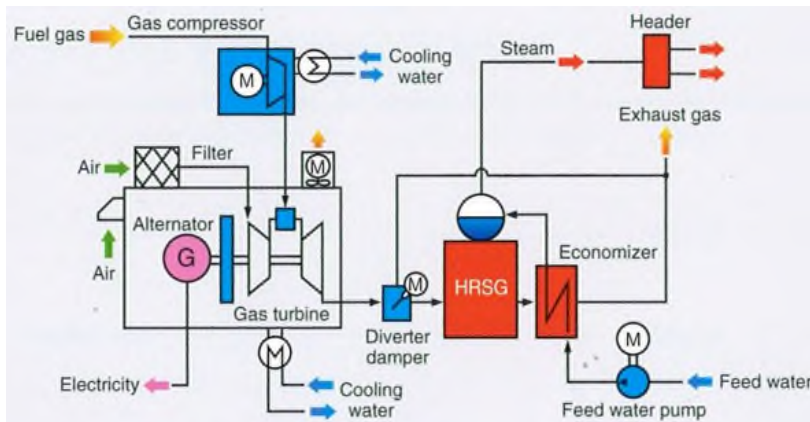 Fuel gas
Gas compressor
M
Σ
Cooling
water
Steam
Header
Exhaust gas
Air
Filter
M
Alternator
G
Air
Gas turbine
M
HRSG
Economizer
Diverter
damper
M
Electricity
Cooling
water
M
Feed water
Feed water pump